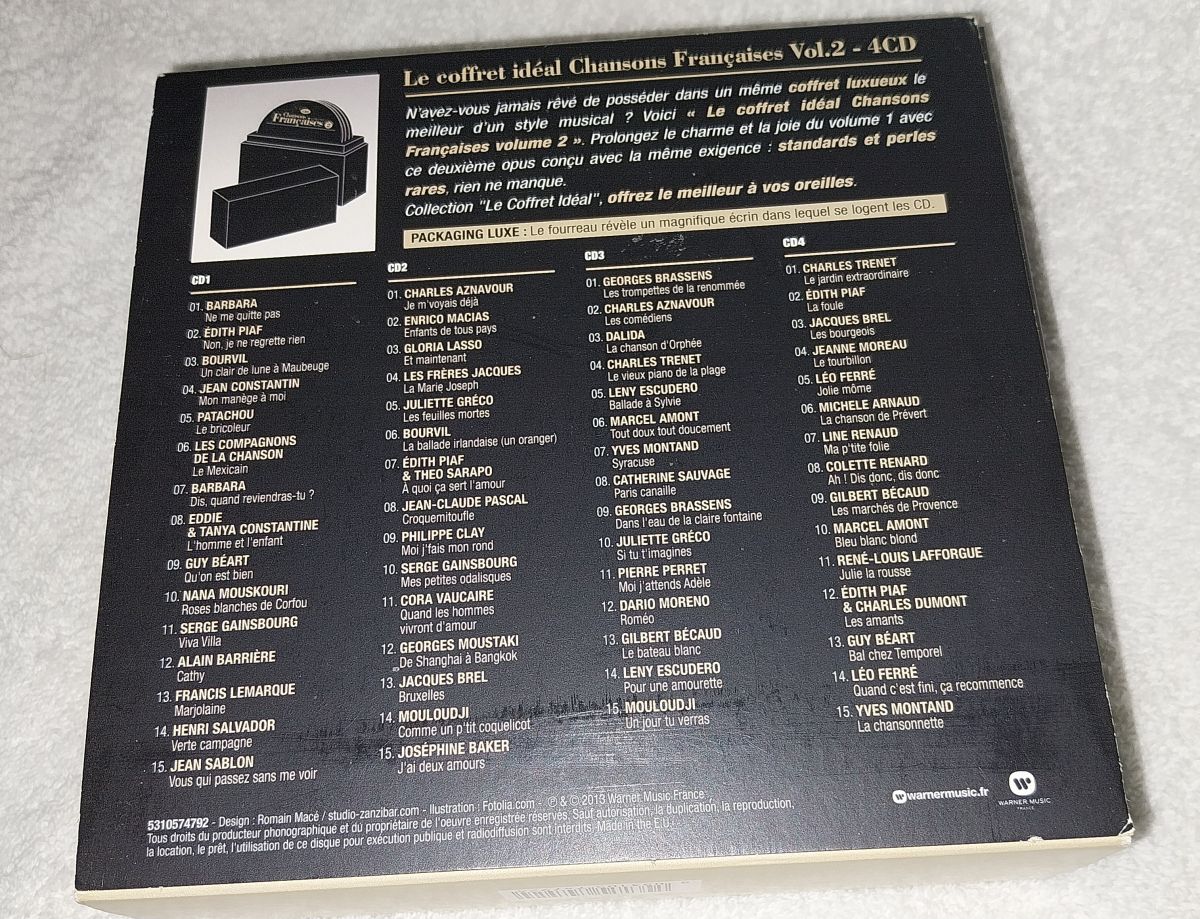 Le coffret idéal Chansons Françaises Vol.2 - 4CD
N'avez-vous jamais rêvé de posséder dans un même coffret luxueux le
meilleur d'un style musical ? Voici « Le coffret idéal Chansons
Françaises volume 2 ». Prolongez le charme et la joie du volume 1 avec
ce deuxième opus conçu avec la même exigence : standards et perles
rares, rien ne manque.
Collection "Le Coffret Idéal", offrez le meilleur à vos oreilles.
PACKAGING LUXE : Le fourreau révèle un magnifique écrin dans lequel se logent les CD.
Chansons
Françaises
CD1
01. BARBARA
Ne me quitte pas
02. ÉDITH PIAF
Non, je ne regrette rien
03. BOURVIL
Un clair de lune à Maubeuge
04. JEAN CONSTANTIN
Mon manège à moi
05. PATACHOU
Le bricoleur
06. LES COMPAGNONS
DE LA CHANSON
Le Mexicain
07. BARBARA
Dis, quand reviendras-tu ?
08. EDDIE
& TANYA CONSTANTINE
L'homme et l'enfant
09. GUY BÉART
Qu'on est bien
10. NANA MOUSKOURI
Roses blanches de Corfou
11. SERGE GAINSBOURG
Viva Villa
12. ALAIN BARRIÈRE
Cathy
13. FRANCIS LEMARQUE
Marjolaine
14. HENRI SALVADOR
Verte campagne
15. JEAN SABLON
Vous qui passez sans me voir
CD2
01. CHARLES AZNAVOUR
Je m'voyais déjà
02. ENRICO MACIAS
Enfants de tous pays
03. GLORIA LASSO
Et maintenant
04. LES FRÈRES JACQUES
La Marie Joseph
05. JULIETTE GRÉCO
Les feuilles mortes
06. BOURVIL
La ballade irlandaise (un oranger)
07. ÉDITH PIAF
& THEO SARAPO
À quoi ça sert l'amour
08. JEAN-CLAUDE PASCAL
Croquemitoufle
09. PHILIPPE CLAY
Moi j'fais mon rond
10. SERGE GAINSBOURG
Mes petites odalisques
11. CORA VAUCAIRE
Quand les hommes
vivront d'amour
12. GEORGES MOUSTAKI
De Shanghai à Bangkok
13. JACQUES BREL
Bruxelles
14. MOULOUDJI
Comme un p'tit coquelicot
15. JOSÉPHINE BAKER
J'ai deux amours
CD3
01. GEORGES BRASSENS
Les trompettes de la renommée
02. CHARLES AZNAVOUR
Les comédiens
03. DALIDA
La chanson d'Orphée
04. CHARLES TRENET
Le vieux piano de la plage
05. LENY ESCUDERO
Ballade à Sylvie
06. MARCEL AMONT
Tout doux tout doucement
07. YVES MONTAND
Syracuse
08. CATHERINE SAUVAGE
Paris canaille
09. GEORGES BRASSENS
Dans l'eau de la claire fontaine
10. JULIETTE GRÉCO
Si tu t'imagines
11. PIERRE PERRET
Moi j'attends Adèle
12. DARIO MORENO
Roméo
13. GILBERT BÉCAUD
Le bateau blanc
14. LENY ESCUDERO
Pour une amourette
15. MOULOUDJI
Un jour tu verras
CD4
01. CHARLES TRENET
Le jardin extraordinaire
02. ÉDITH PIAF
La foule
03. JACQUES BREL
Les bourgeois
04. JEANNE MOREAU
Le tourbillon
05. LÉO FERRÉ
Jolie môme
06. MICHELE ARNAUD
La chanson de Prévert
07. LINE RENAUD
Ma p'tite folie
08. COLETTE RENARD
Ah ! Dis donc, dis donc
09. GILBERT BÉCAUD
Les marchés de Provence
10. MARCEL AMONT
Bleu blanc blond
11. RENÉ-LOUIS LAFFORGUE
Julie la rousse
12. ÉDITH PIAF
& CHARLES DUMONT
Les amants
13. GUY BÉART
Bal chez Temporel
14. LÉO FERRÉ
Quand c'est fini, ça recommence
15. YVES MONTAND
La chansonnette
5310574792 - Design : Romain Macé / studio-zanzibar.com - Illustration : Fotolia.com - ℗ & © 2013 Warner Music France
Tous droits du producteur phonographique et du propriétaire de l'oeuvre enregistrée réservés. Sauf autorisation, la duplication, la reproduction,
la location, le prêt, l'utilisation de ce disque pour exécution publique et radiodiffusion sont interdits. Made in the E.U.
warnermusic.fr
WARNER MUSIC
FRANCE